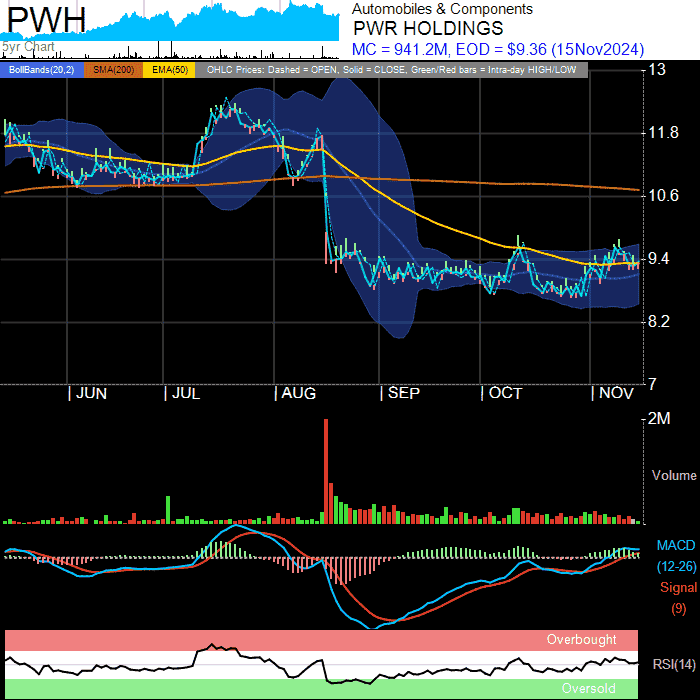 PWH
Automobiles & Components
PWR HOLDINGS
5yr Chart
MC = 941.2M, EOD = $9.36 (15Nov2024)
BollBands(20,2) SMA(200) EMA(50) OHLC Prices: Dashed = OPEN, Solid = CLOSE, Green/Red bars = Intra-day HIGH/LOW
13
11.8
10.6
9.4
8.2
7
| JUN | JUL | AUG | SEP | OCT | NOV
2M
Volume
MACD
(12-26)
Signal
(9)
Overbought
RSI(14)
Oversold